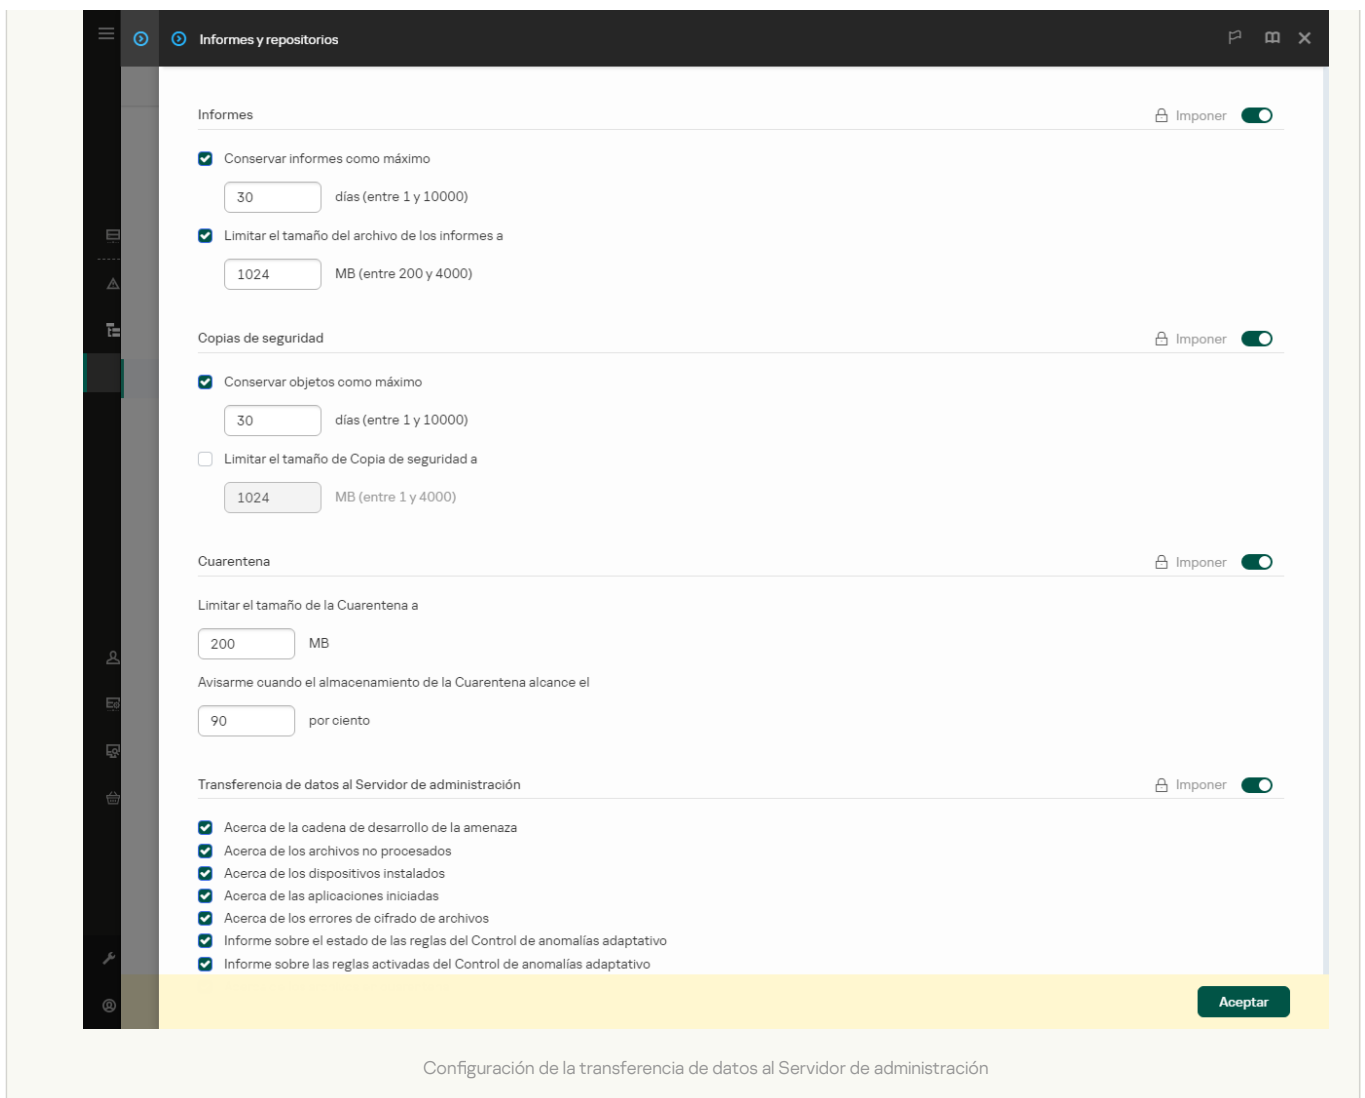 Informes y repositorios
Informes
Imponer
Conservar informes como máximo
30 días (entre 1 y 10000)
Limitar el tamaño del archivo de los informes a
1024 MB (entre 200 y 4000)
Copias de seguridad
Imponer
Conservar objetos como máximo
30 días (entre 1 y 10000)
Limitar el tamaño de Copia de seguridad a
1024 MB (entre 1 y 4000)
Cuarentena
Imponer
Limitar el tamaño de la Cuarentena a
200 MB
Avisarme cuando el almacenamiento de la Cuarentena alcance el
90 por ciento
Transferencia de datos al Servidor de administración
Imponer
Acerca de la cadena de desarrollo de la amenaza
Acerca de los archivos no procesados
Acerca de los dispositivos instalados
Acerca de las aplicaciones iniciadas
Acerca de los errores de cifrado de archivos
Informe sobre el estado de las reglas del Control de anomalías adaptativo
Informe sobre las reglas activadas del Control de anomalías adaptativo
Aceptar
Configuración de la transferencia de datos al Servidor de administración